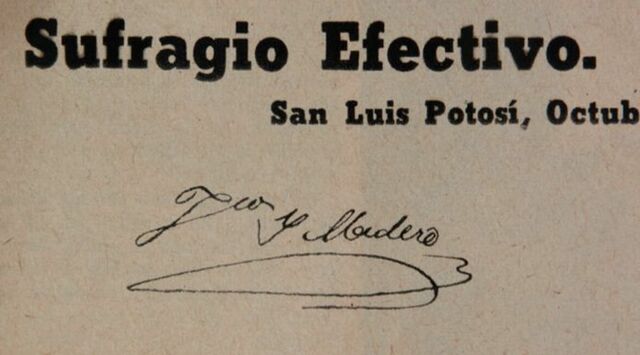 Sufragio Efectivo.
San Luis Potosí, Octub
Fco I Madero